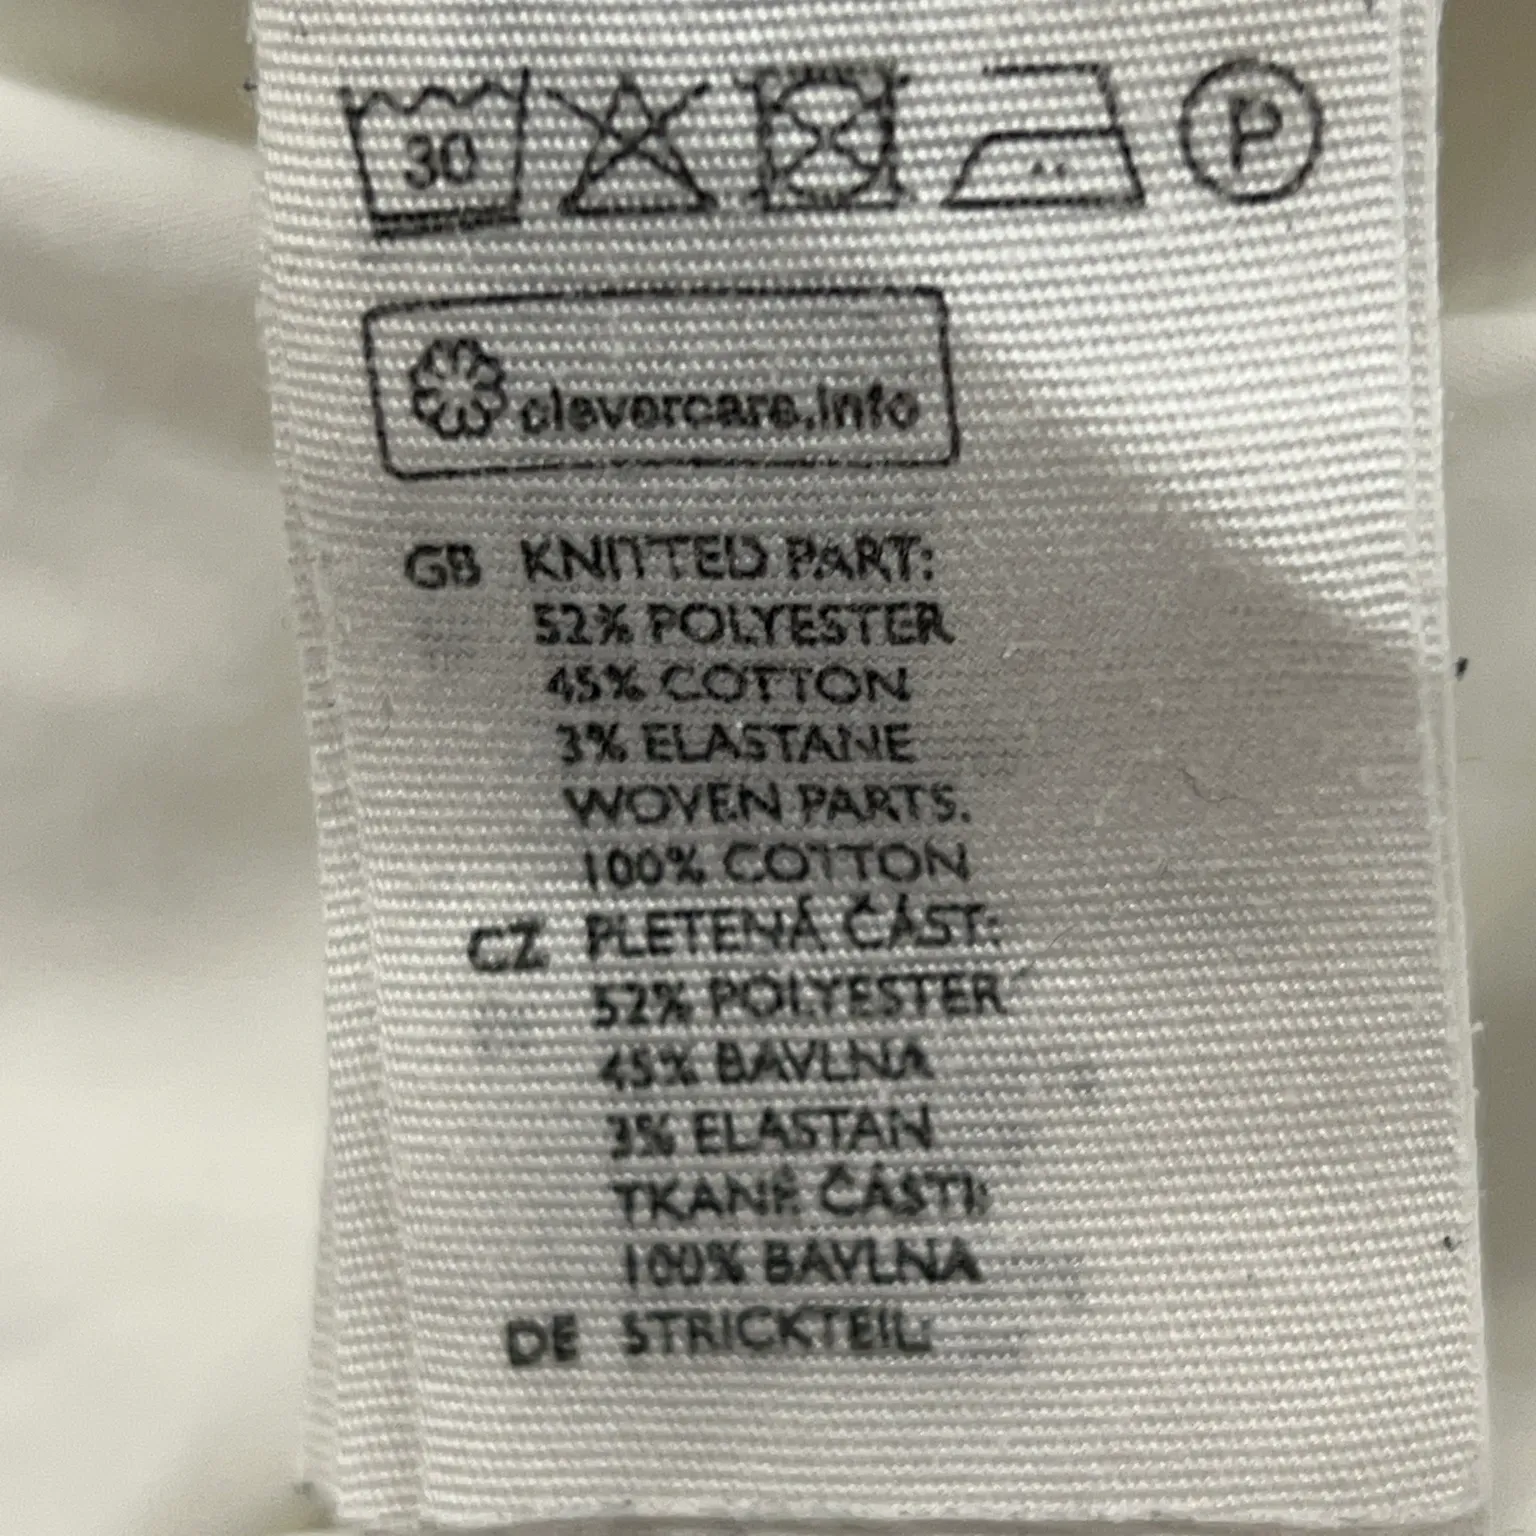 30
P
clevercare.info
GB KNITTED PART:
52% POLYESTER
45% COTTON
3% ELASTANE
WOVEN PARTS:
100% COTTON
CZ PLETENÁ ČÁST:
52% POLYESTER
45% BAVLNA
3% ELASTAN
TKANÉ ČÁSTI:
100% BAVLNA
DE STRICKTEIL: